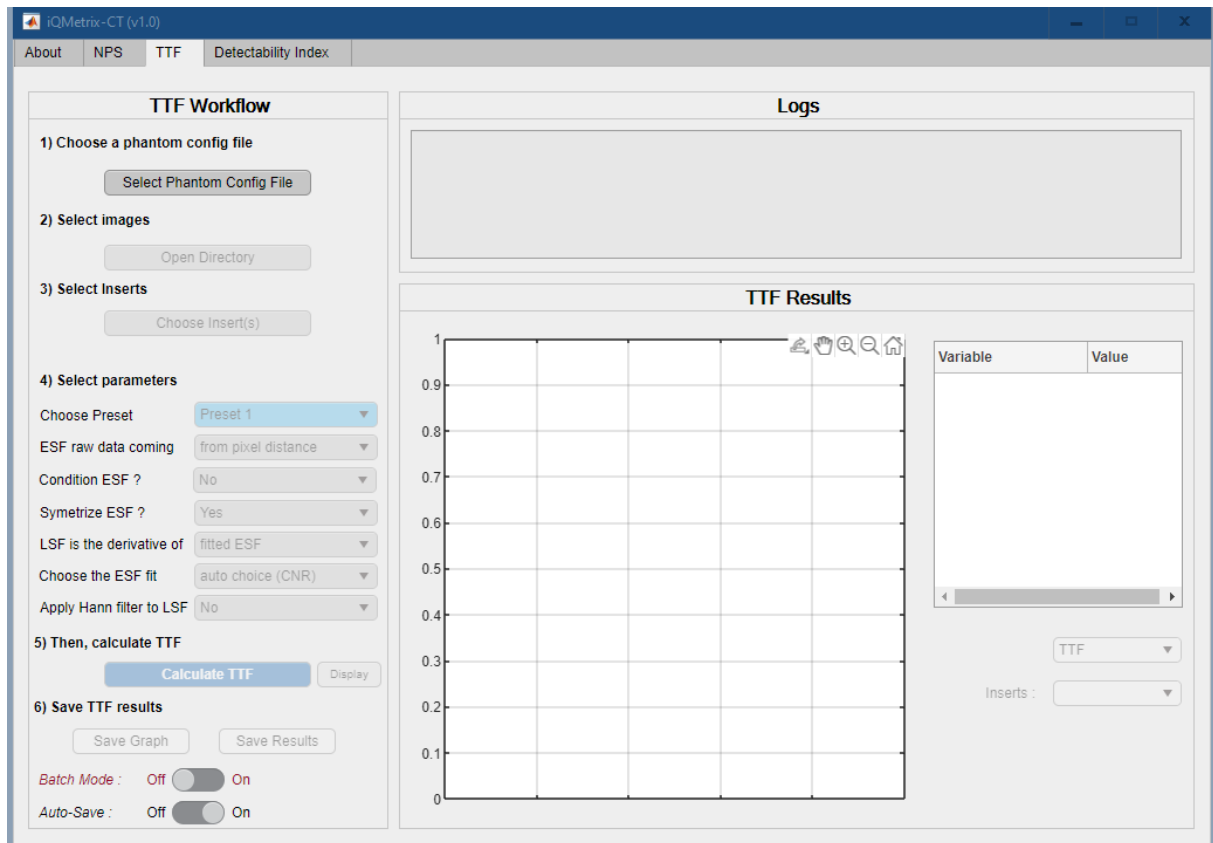 iQMetrix-CT (v1.0)
About NPS TTF Detectability Index
TTF Workflow
1) Choose a phantom config file
Select Phantom Config File
2) Select images
Open Directory
3) Select Inserts
Choose Insert(s)
4) Select parameters
Choose Preset Preset 1
ESF raw data coming from pixel distance
Condition ESF ? No
Symetrize ESF ? Yes
LSF is the derivative of fitted ESF
Choose the ESF fit auto choice (CNR)
Apply Hann filter to LSF No
5) Then, calculate TTF
Calculate TTF Display
6) Save TTF results
Save Graph Save Results
Batch Mode : Off On
Auto-Save : Off On
Logs
TTF Results
1
0.9
0.8
0.7
0.6
0.5
0.4
0.3
0.2
0.1
0
Variable Value
TTF
Inserts :